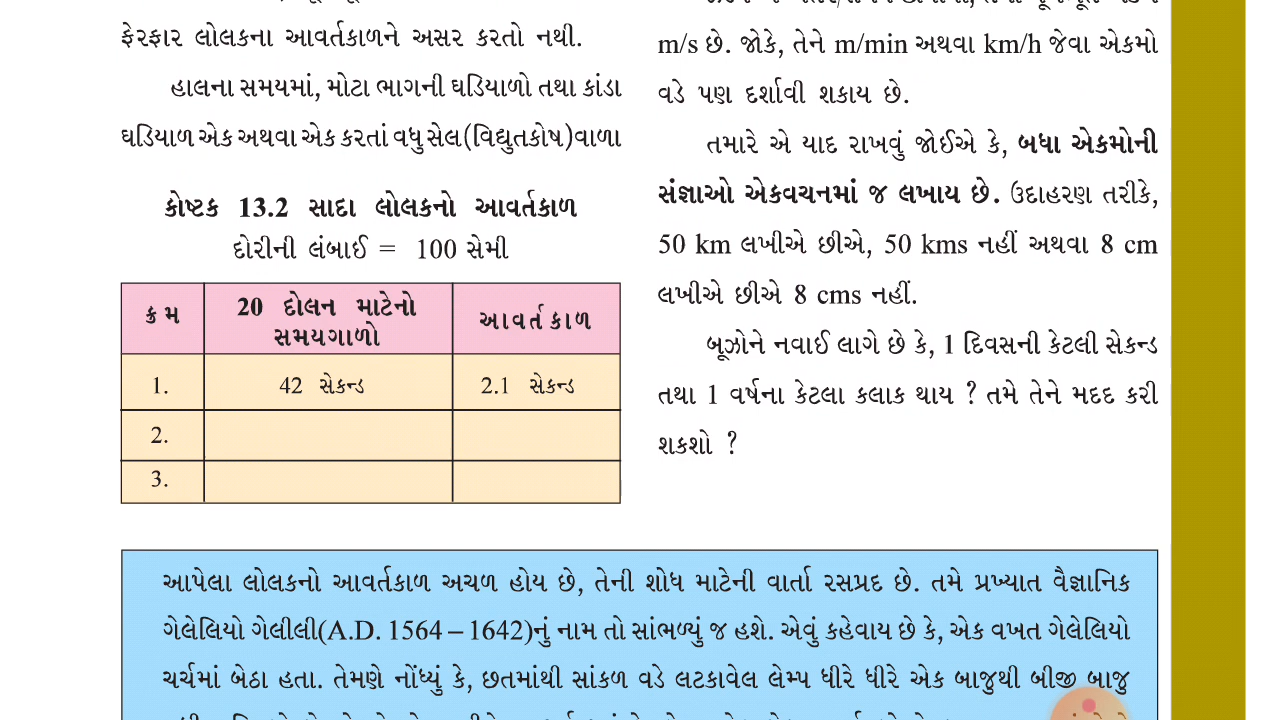 ફેરફાર લોલકના આવર્તકાળને અસર કરતો નથી.
હાલના સમયમાં, મોટા ભાગની ઘડિયાળો તથા કાંડા
ઘડિયાળ એક અથવા એક કરતાં વધુ સેલ(વિદ્યુતકોષ)વાળા
કોષ્ટક 13.2 સાદા લોલકનો આવર્તકાળ
દોરીની લંબાઈ = 100 સેમી
ક્રમ 20 દોલન માટેનો સમયગાળો આવર્તકાળ
1. 42 સેકન્ડ 2.1 સેકન્ડ
2.
3.
m/s છે. જોકે, તેને m/min અથવા km/h જેવા એકમો
વડે પણ દર્શાવી શકાય છે.
તમારે એ યાદ રાખવું જોઈએ કે, બધા એકમોની
સંજ્ઞાઓ એકવચનમાં જ લખાય છે. ઉદાહરણ તરીકે,
50 km લખીએ છીએ, 50 kms નહીં અથવા 8 cm
લખીએ છીએ 8 cms નહીં.
બૂઝોને નવાઈ લાગે છે કે, 1 દિવસની કેટલી સેકન્ડ
તથા 1 વર્ષના કેટલા કલાક થાય ? તમે તેને મદદ કરી
શકશો ?
આપેલા લોલકનો આવર્તકાળ અચળ હોય છે, તેની શોધ માટેની વાર્તા રસપ્રદ છે. તમે પ્રખ્યાત વૈજ્ઞાનિક
ગેલેલિયો ગેલીલી(A.D. 1564 – 1642)નું નામ તો સાંભળ્યું જ હશે. એવું કહેવાય છે કે, એક વખત ગેલેલિયો
ચર્ચમાં બેઠા હતા. તેમણે નોંધ્યું કે, છતમાંથી સાંકળ વડે લટકાવેલ લેમ્પ ધીરે ધીરે એક બાજુથી બીજી બાજુ